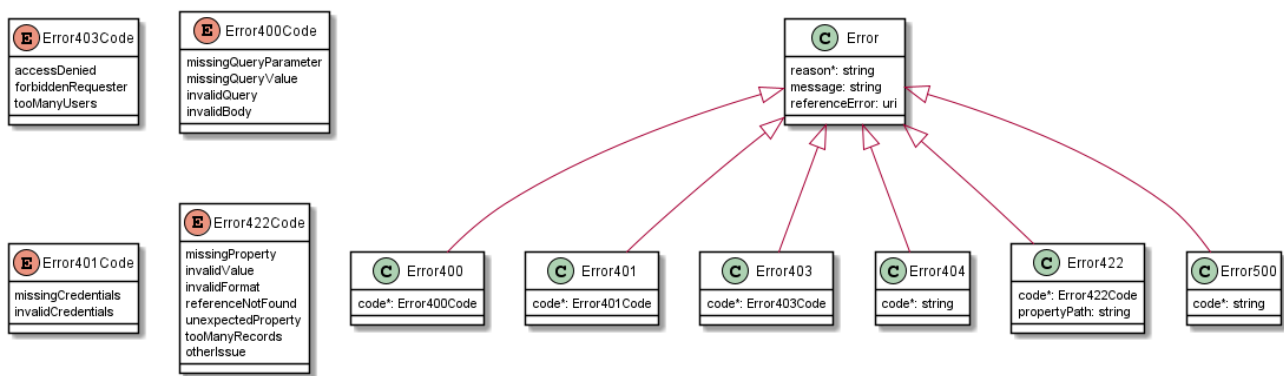 E Error403Code
accessDenied
forbiddenRequester
tooManyUsers
E Error400Code
missingQueryParameter
missingQueryValue
invalidQuery
invalidBody
C Error
reason*: string
message: string
referenceError: uri
E Error401Code
missingCredentials
invalidCredentials
E Error422Code
missingProperty
invalidValue
invalidFormat
referenceNotFound
unexpectedProperty
tooManyRecords
otherIssue
C Error400
code*: Error400Code
C Error401
code*: Error401Code
C Error403
code*: Error403Code
C Error404
code*: string
C Error422
code*: Error422Code
propertyPath: string
C Error500
code*: string